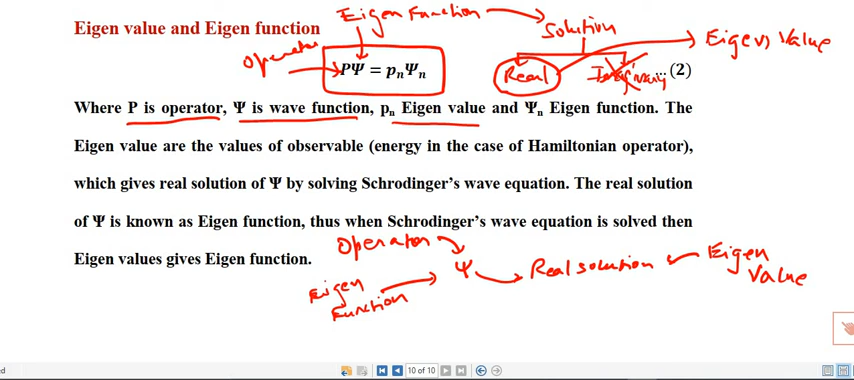 Eigen Function
Solution
Eigen value and Eigen function
Eigen Value
Operator
PΨ = pₙΨₙ
Real
Imaginary
...(2)
Where P is operator, Ψ is wave function, pₙ Eigen value and Ψₙ Eigen function. The
Eigen value are the values of observable (energy in the case of Hamiltonian operator),
which gives real solution of Ψ by solving Schrodinger's wave equation. The real solution
of Ψ is known as Eigen function, thus when Schrodinger's wave equation is solved then
Eigen values gives Eigen function.
Operator
Ψ
Real solution
Eigen
Value
Eigen
Function
10 of 10